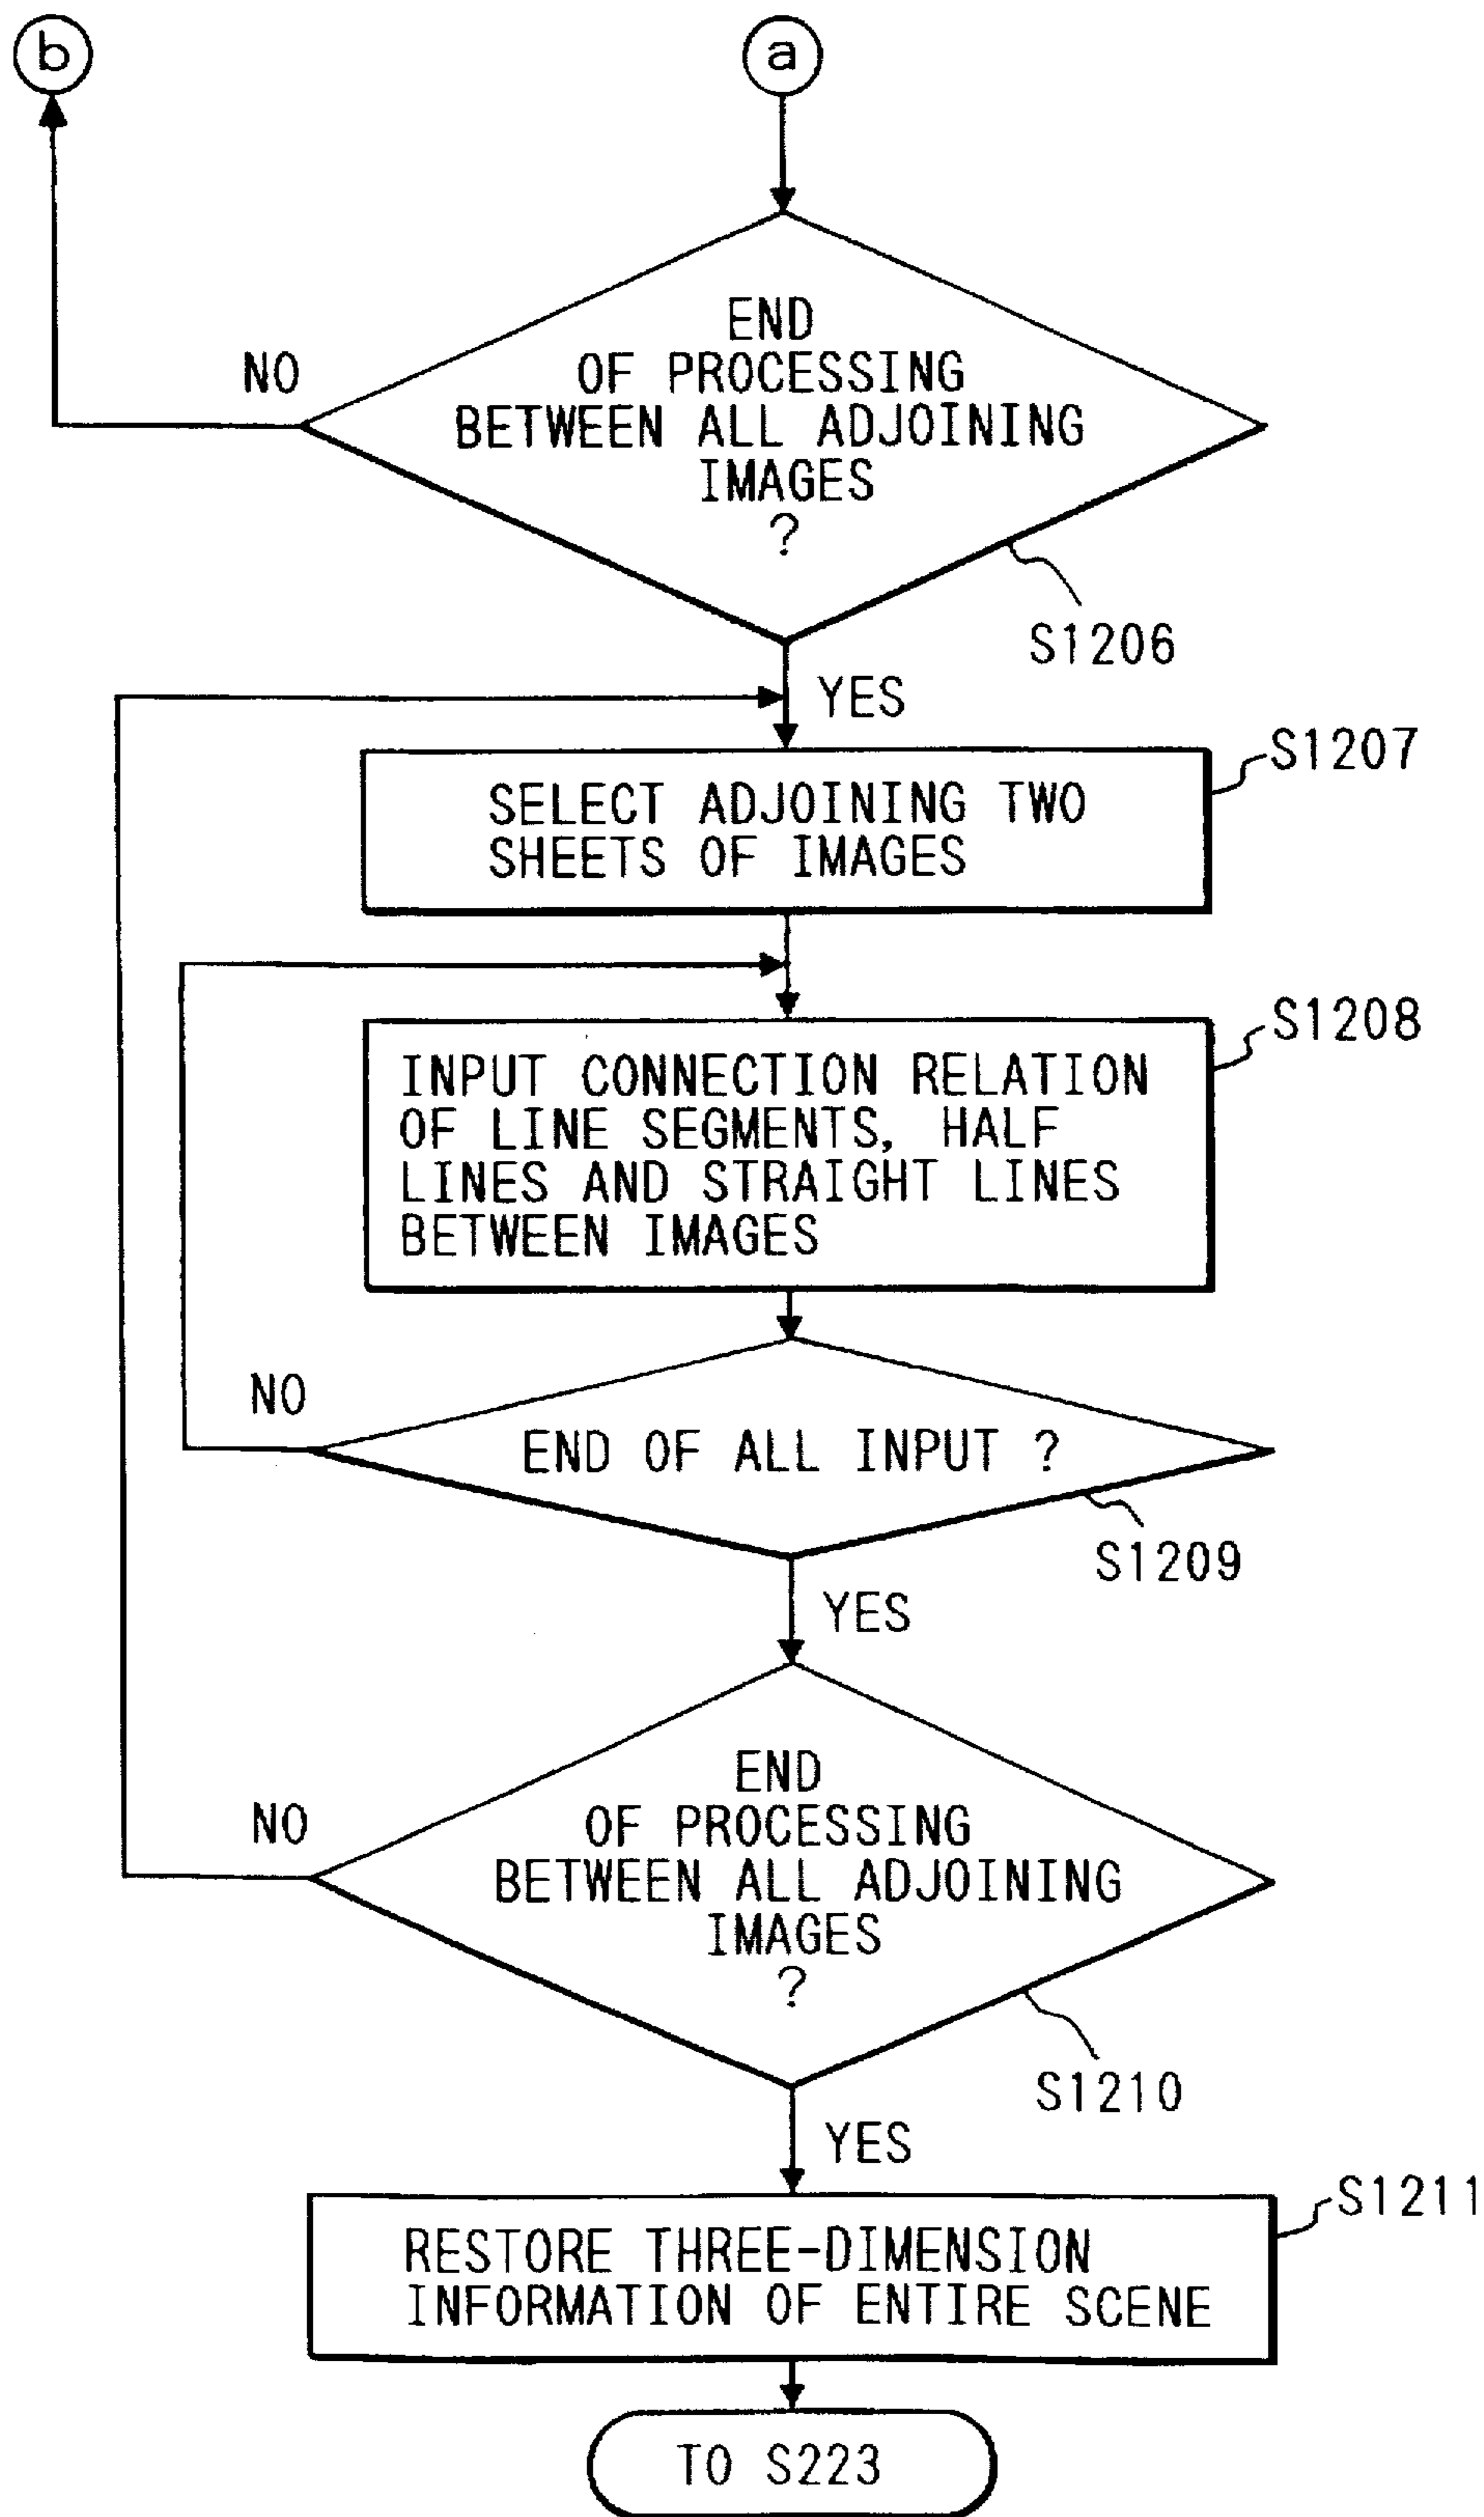 b
a
END
OF PROCESSING
BETWEEN ALL ADJOINING
IMAGES
?
NO
S1206
YES
S1207
SELECT ADJOINING TWO
SHEETS OF IMAGES
S1208
INPUT CONNECTION RELATION
OF LINE SEGMENTS, HALF
LINES AND STRAIGHT LINES
BETWEEN IMAGES
NO
END OF ALL INPUT ?
S1209
YES
END
OF PROCESSING
BETWEEN ALL ADJOINING
IMAGES
?
NO
S1210
YES
S1211
RESTORE THREE-DIMENSION
INFORMATION OF ENTIRE SCENE
TO S223